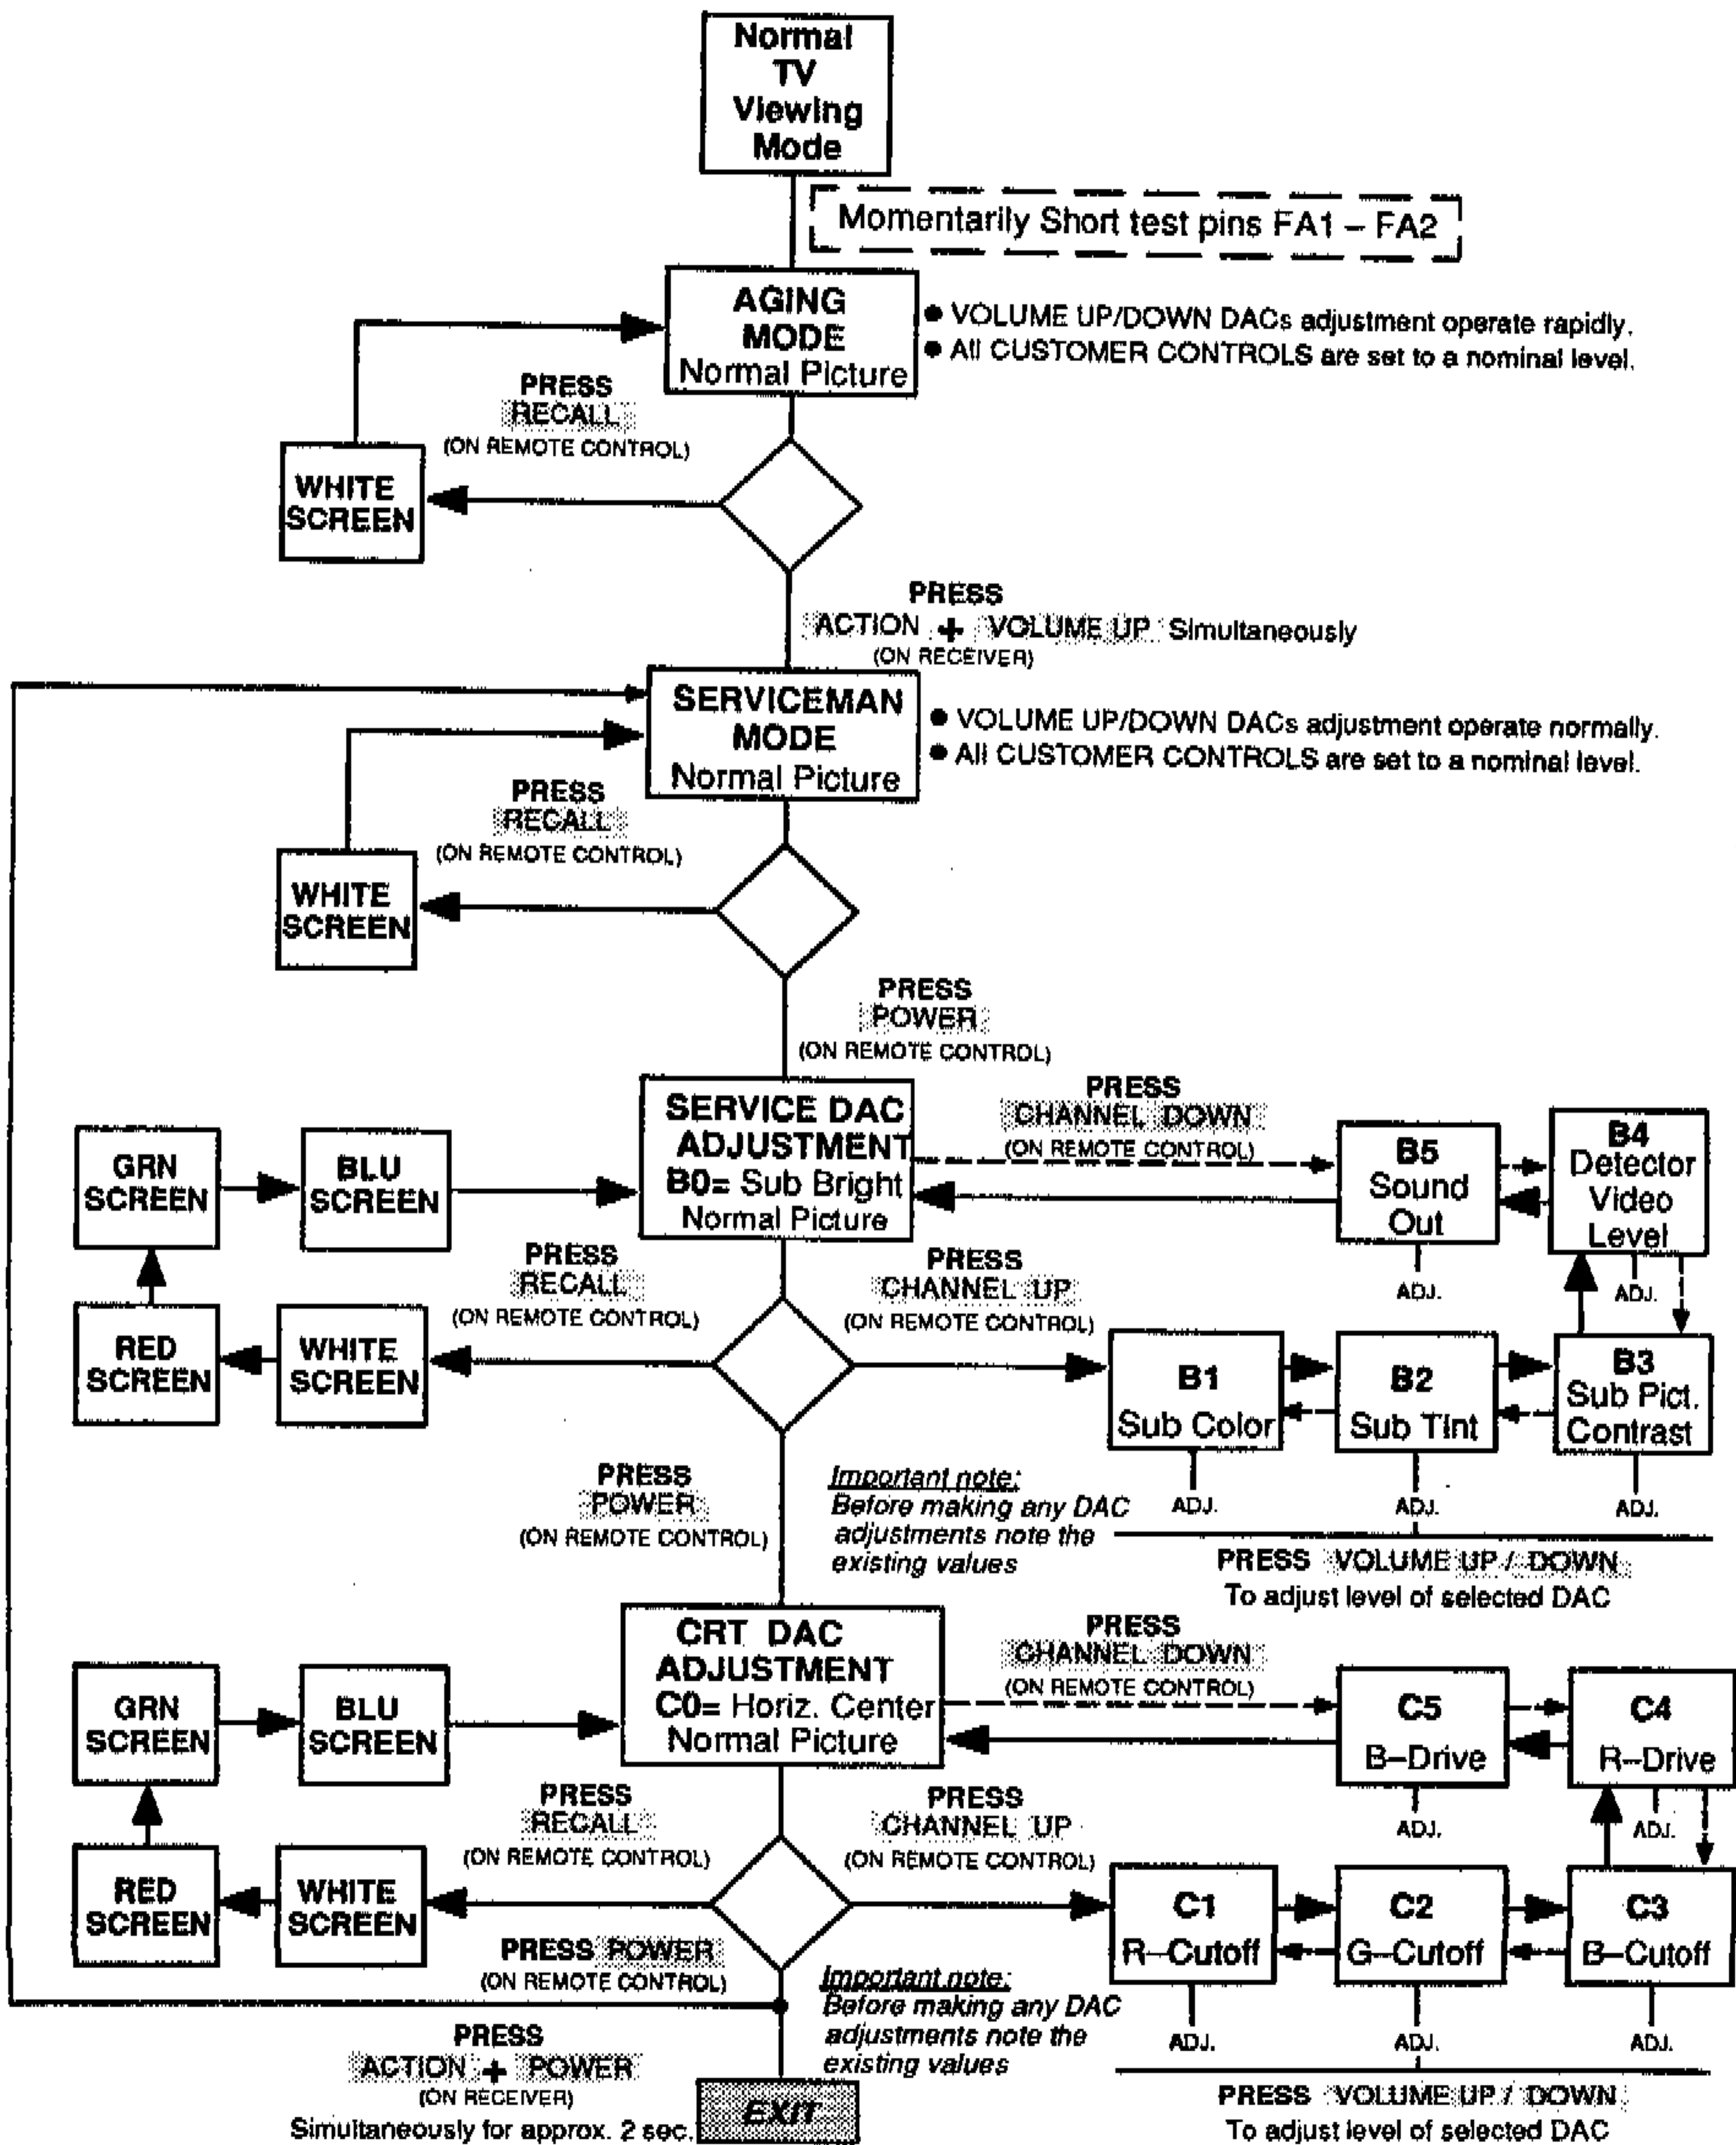 Normal
TV
Viewing
Mode
Momentarily Short test pins FA1 – FA2
AGING
MODE
Normal Picture
● VOLUME UP/DOWN DACs adjustment operate rapidly.
● All CUSTOMER CONTROLS are set to a nominal level.
PRESS
RECALL
(ON REMOTE CONTROL)
WHITE
SCREEN
PRESS
ACTION + VOLUME UP Simultaneously
(ON RECEIVER)
SERVICEMAN
MODE
Normal Picture
● VOLUME UP/DOWN DACs adjustment operate normally.
● All CUSTOMER CONTROLS are set to a nominal level.
PRESS
RECALL
(ON REMOTE CONTROL)
WHITE
SCREEN
PRESS
POWER
(ON REMOTE CONTROL)
SERVICE DAC
ADJUSTMENT
B0= Sub Bright
Normal Picture
PRESS
CHANNEL DOWN
(ON REMOTE CONTROL)
B5
Sound
Out
ADJ.
B4
Detector
Video
Level
ADJ.
GRN
SCREEN
BLU
SCREEN
RED
SCREEN
WHITE
SCREEN
PRESS
RECALL
(ON REMOTE CONTROL)
PRESS
CHANNEL UP
(ON REMOTE CONTROL)
B1
Sub Color
ADJ.
B2
Sub Tint
ADJ.
B3
Sub Pict.
Contrast
ADJ.
PRESS
POWER
(ON REMOTE CONTROL)
Important note:
Before making any DAC
adjustments note the
existing values
PRESS VOLUME UP / DOWN
To adjust level of selected DAC
CRT DAC
ADJUSTMENT
C0= Horiz. Center
Normal Picture
PRESS
CHANNEL DOWN
(ON REMOTE CONTROL)
C5
B–Drive
ADJ.
C4
R–Drive
ADJ.
GRN
SCREEN
BLU
SCREEN
RED
SCREEN
WHITE
SCREEN
PRESS
RECALL
(ON REMOTE CONTROL)
PRESS
CHANNEL UP
(ON REMOTE CONTROL)
C1
R–Cutoff
ADJ.
C2
G–Cutoff
ADJ.
C3
B–Cutoff
ADJ.
PRESS POWER
(ON REMOTE CONTROL)
Important note:
Before making any DAC
adjustments note the
existing values
PRESS VOLUME UP / DOWN
To adjust level of selected DAC
PRESS
ACTION + POWER
(ON RECEIVER)
Simultaneously for approx. 2 sec.
EXIT